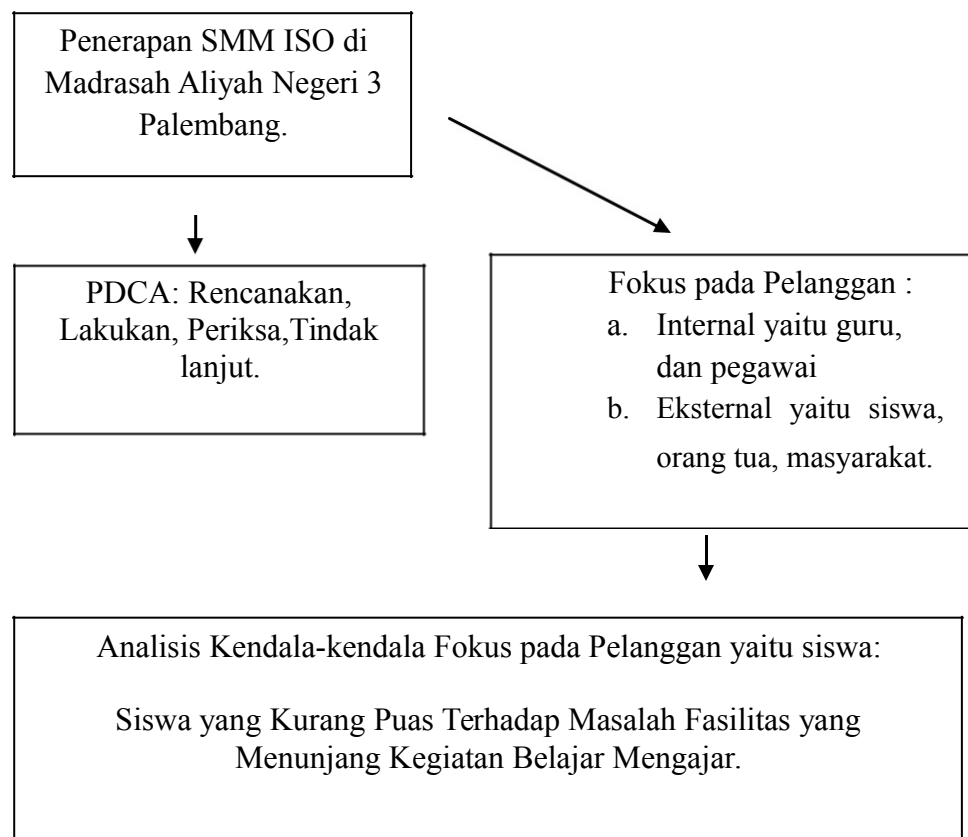 Penerapan SMM ISO di
Madrasah Aliyah Negeri 3
Palembang.
PDCA: Rencanakan,
Lakukan, Periksa,Tindak
lanjut.
Fokus pada Pelanggan :
a. Internal yaitu guru,
dan pegawai
b. Eksternal yaitu siswa,
orang tua, masyarakat.
Analisis Kendala-kendala Fokus pada Pelanggan yaitu siswa:
Siswa yang Kurang Puas Terhadap Masalah Fasilitas yang
Menunjang Kegiatan Belajar Mengajar.